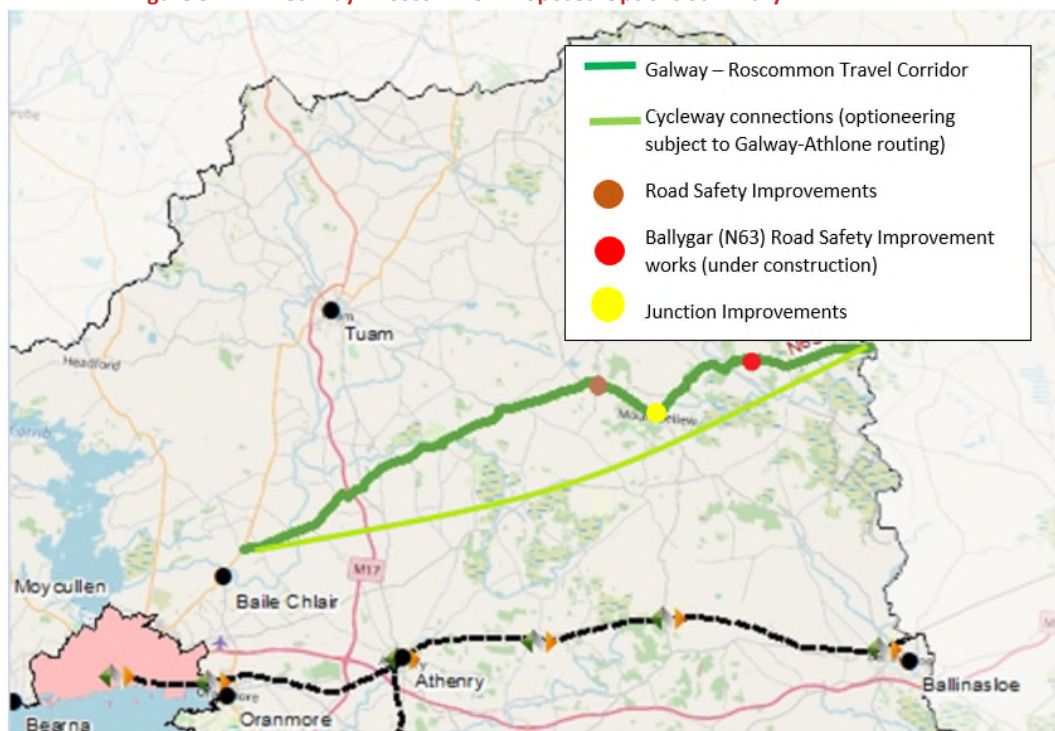 Galway – Roscommon Travel Corridor
Cycleway connections (optioneering
subject to Galway-Athlone routing)
Road Safety Improvements
Ballygar (N63) Road Safety Improvement
works (under construction)
Junction Improvements
Tuam
Headford
M17
Moycullen
Baile Chlair
Athenry
Ballinasloe
Bearna
Oranmore